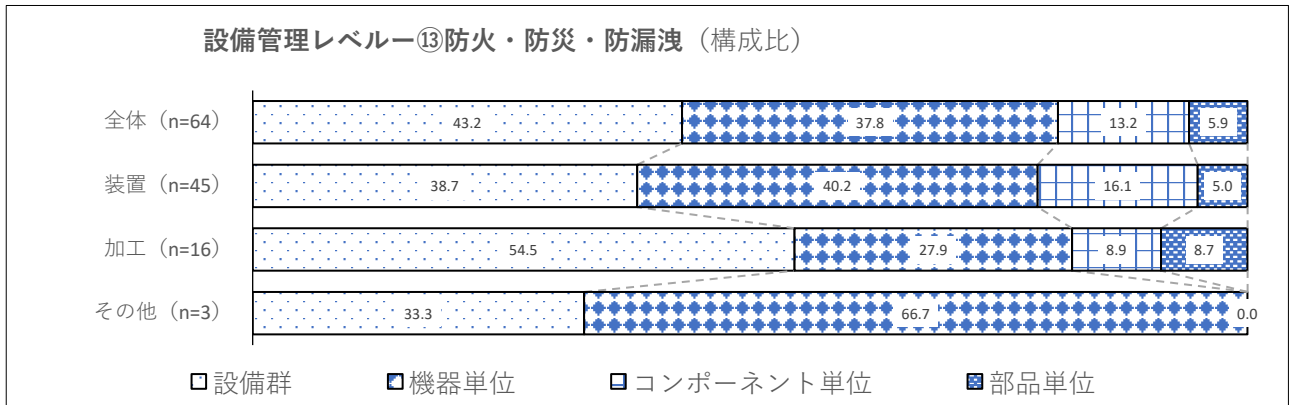 設備管理レベルー⑬防火・防災・防漏洩（構成比）
全体（n=64） 43.2 37.8 13.2 5.9
装置（n=45） 38.7 40.2 16.1 5.0
加工（n=16） 54.5 27.9 8.9 8.7
その他（n=3） 33.3 66.7 0.0
設備群 機器単位 コンポーネント単位 部品単位